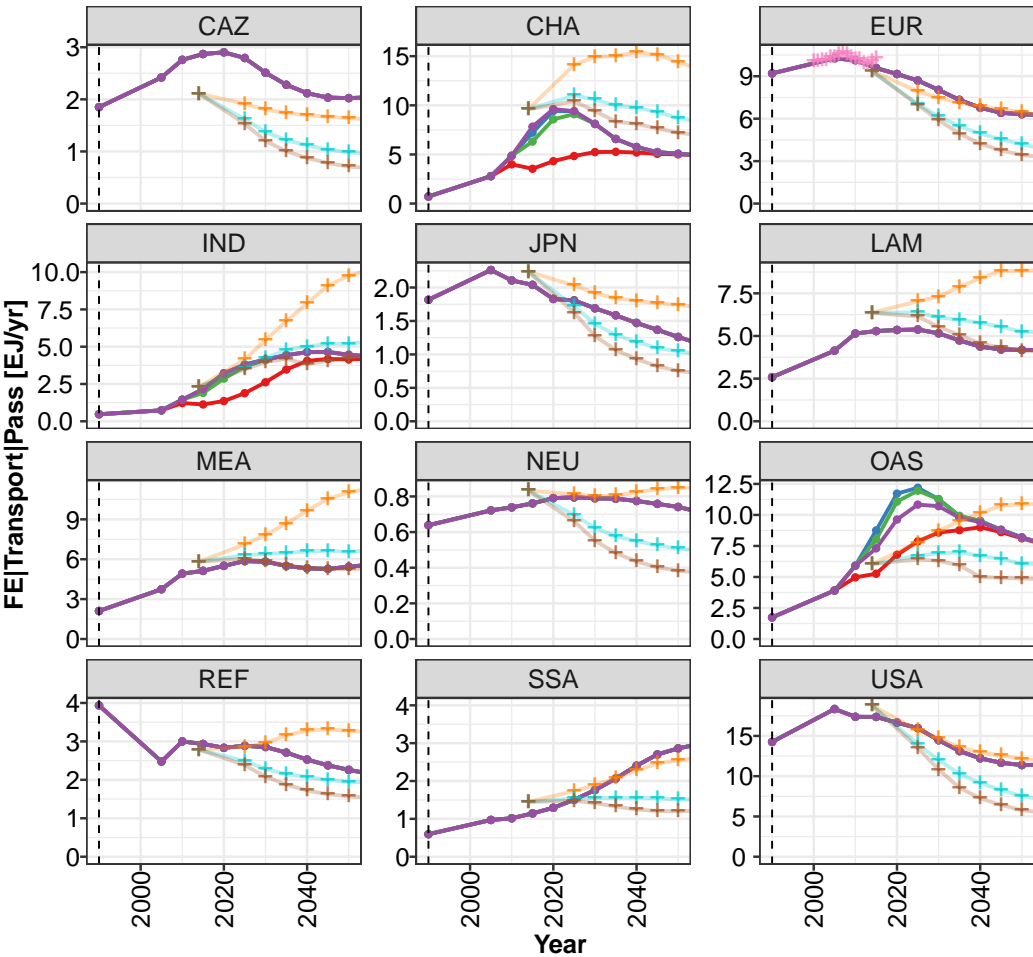 CAZ CHA EUR
3 2 1 0
15 10 5 0
9 6 3 0
IND JPN LAM
10.0 7.5 5.0 2.5 0.0
2.0 1.5 1.0 0.5 0.0
7.5 5.0 2.5 0.0
MEA NEU OAS
9 6 3 0
0.8 0.6 0.4 0.2 0.0
12.5 10.0 7.5 5.0 2.5 0.0
REF SSA USA
4 3 2 1 0
4 3 2 1 0
15 10 5 0
2000 2020 2040 2000 2020 2040 2000 2020 2040
Year
FE|Transport|Pass [EJ/yr]